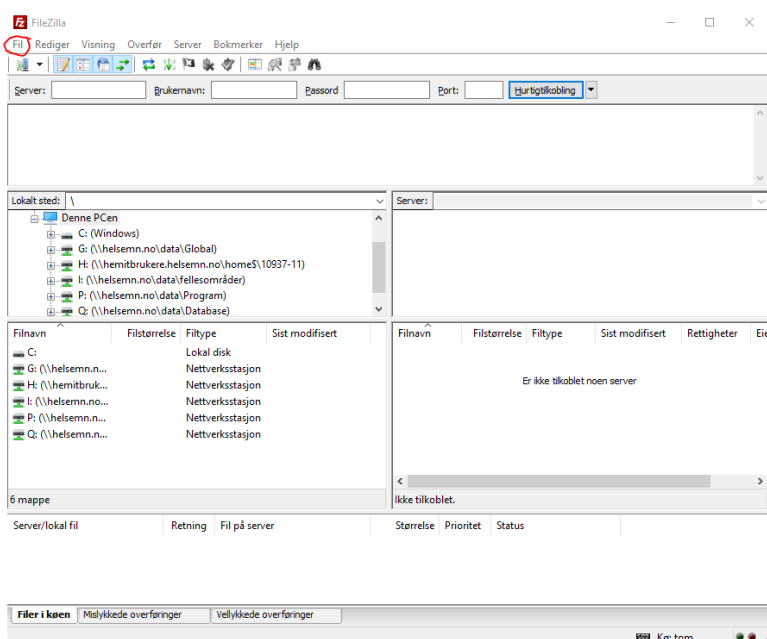 FileZilla
Fil Rediger Visning Overfør Server Bokmerker Hjelp
Server: Brukernavn: Passord Port: Hurtigtilkobling
Lokalt sted: \
Server:
Denne PCen
C: (Windows)
G: (\\helsemn.no\data\Global)
H: (\\hemitbrukere.helsemn.no\home$\10937-11)
I: (\\helsemn.no\data\fellesområder)
P: (\\helsemn.no\data\Program)
Q: (\\helsemn.no\data\Database)
Filnavn Filstørrelse Filtype Sist modifisert
C: Lokal disk
G: (\\helsemn.n... Nettverksstasjon
H: (\\hemitbruk... Nettverksstasjon
I: (\\helsemn.no... Nettverksstasjon
P: (\\helsemn.n... Nettverksstasjon
Q: (\\helsemn.n... Nettverksstasjon
6 mappe
Filnavn Filstørrelse Filtype Sist modifisert Rettigheter Eie
Er ikke tilkoblet noen server
Ikke tilkoblet.
Server/lokal fil Retning Fil på server Størrelse Prioritet Status
Filer i køen Mislykkede overføringer Vellykkede overføringer
Kø: tom